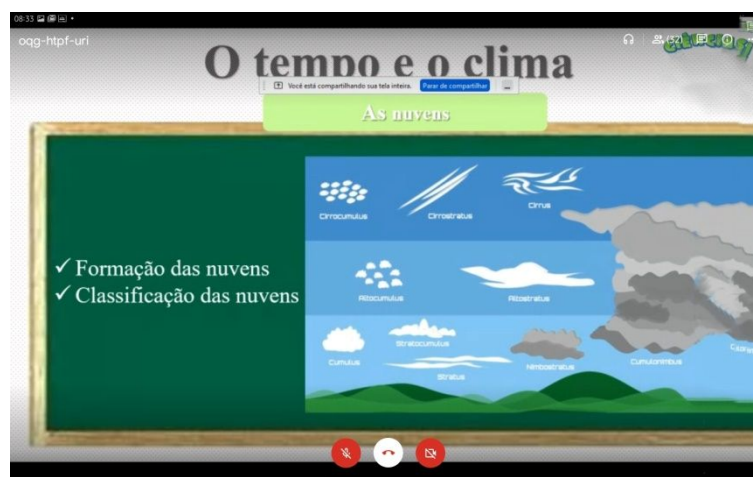 08:33
oqg-htpf-uri
(52)
O tempo e o clima
Você está compartilhando sua tela inteira. Parar de compartilhar
As nuvens
Cirrocumulus
Cirrostratus
Cirrus
✓ Formação das nuvens
✓ Classificação das nuvens
Altocumulus
Altostratus
Cumulus
Stratocumulus
Stratus
Nimbostratus
Cumulonimbus